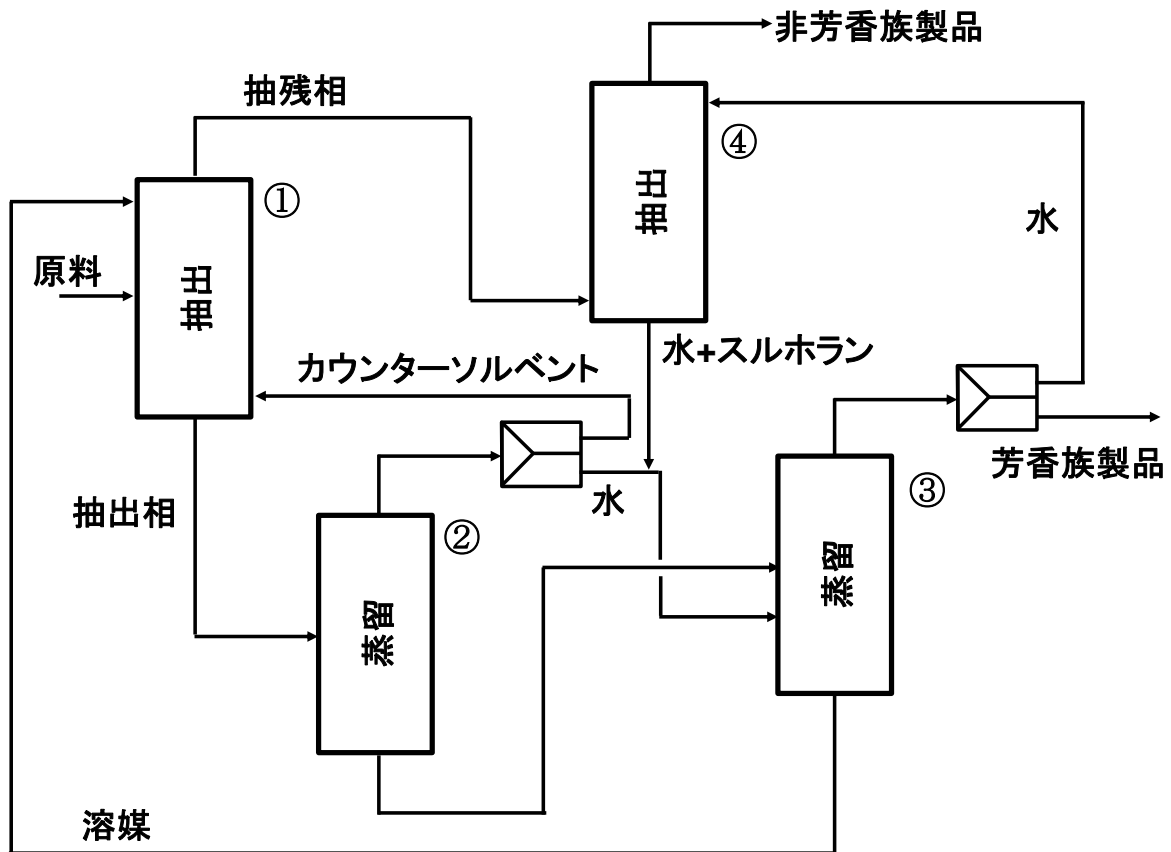 非芳香族製品
抽残相
④
抽出
①
水
原料
抽出
水+スルホラン
カウンターソルベント
芳香族製品
③
抽出相
水
②
蒸留
蒸留
溶媒